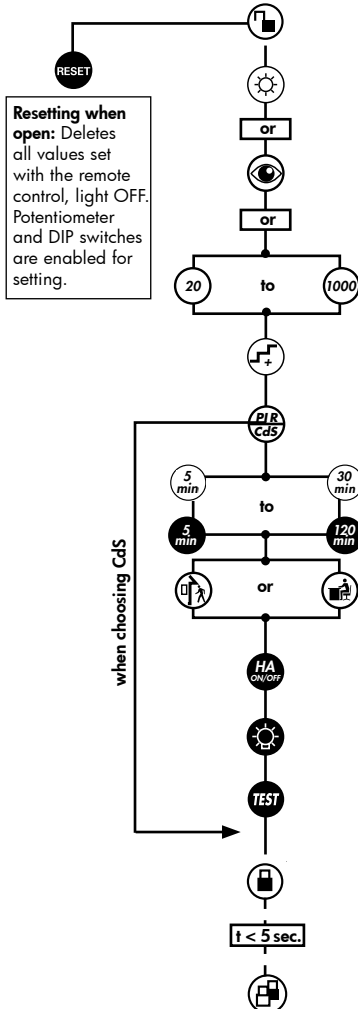 RESET
Resetting when
open: Deletes
all values set
with the remote
control, light OFF.
Potentiometer
and DIP switches
are enabled for
setting.
or
or
20
to
1000
+
PIR
CdS
5
min
30
min
to
5
min
120
min
or
when choosing CdS
HA
ON/OFF
TEST
t < 5 sec.